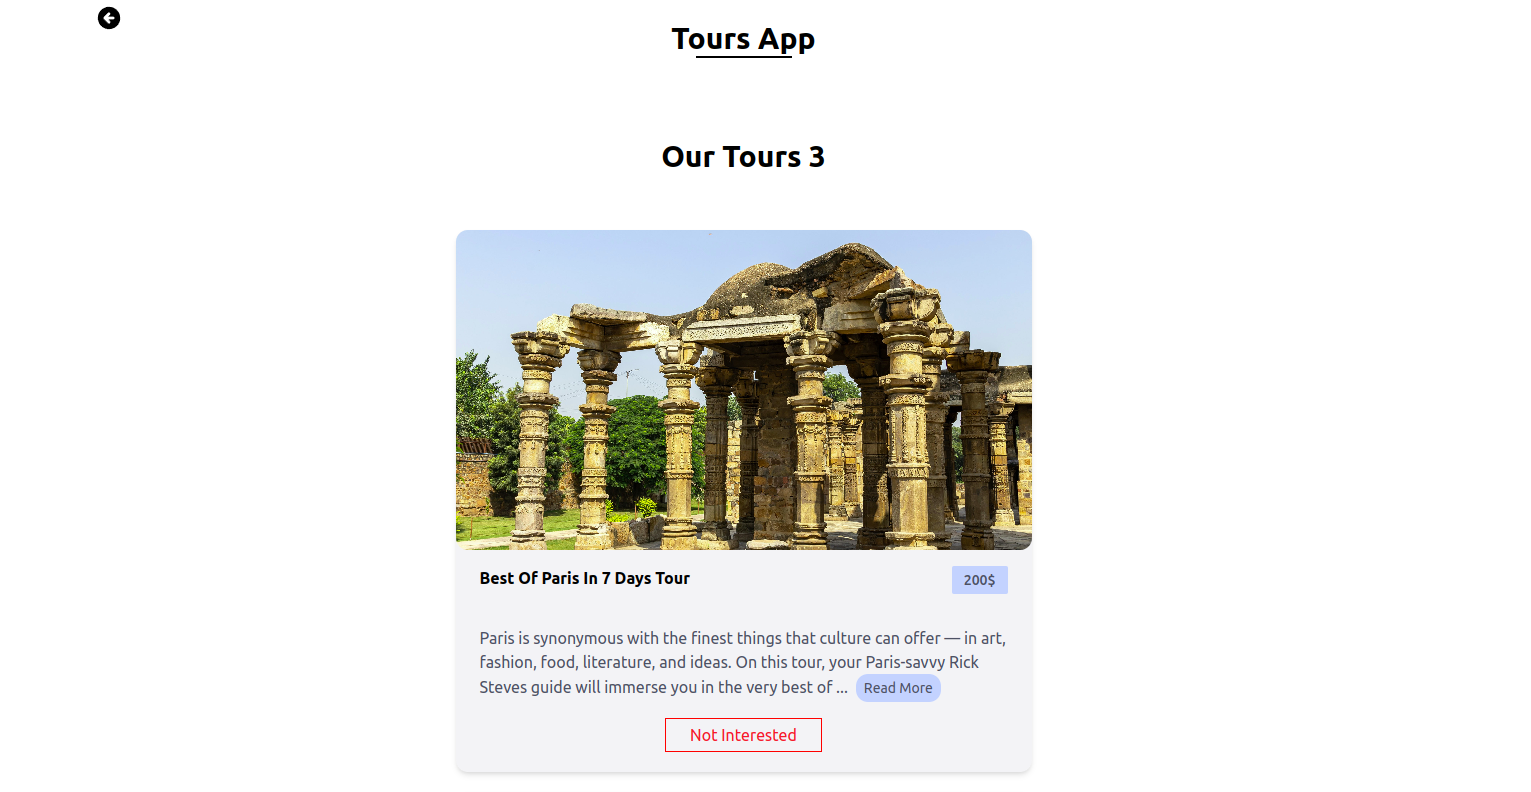 Tours App
Our Tours 3
Best Of Paris In 7 Days Tour
200$
Paris is synonymous with the finest things that culture can offer — in art,
fashion, food, literature, and ideas. On this tour, your Paris-savvy Rick
Steves guide will immerse you in the very best of ... Read More
Not Interested